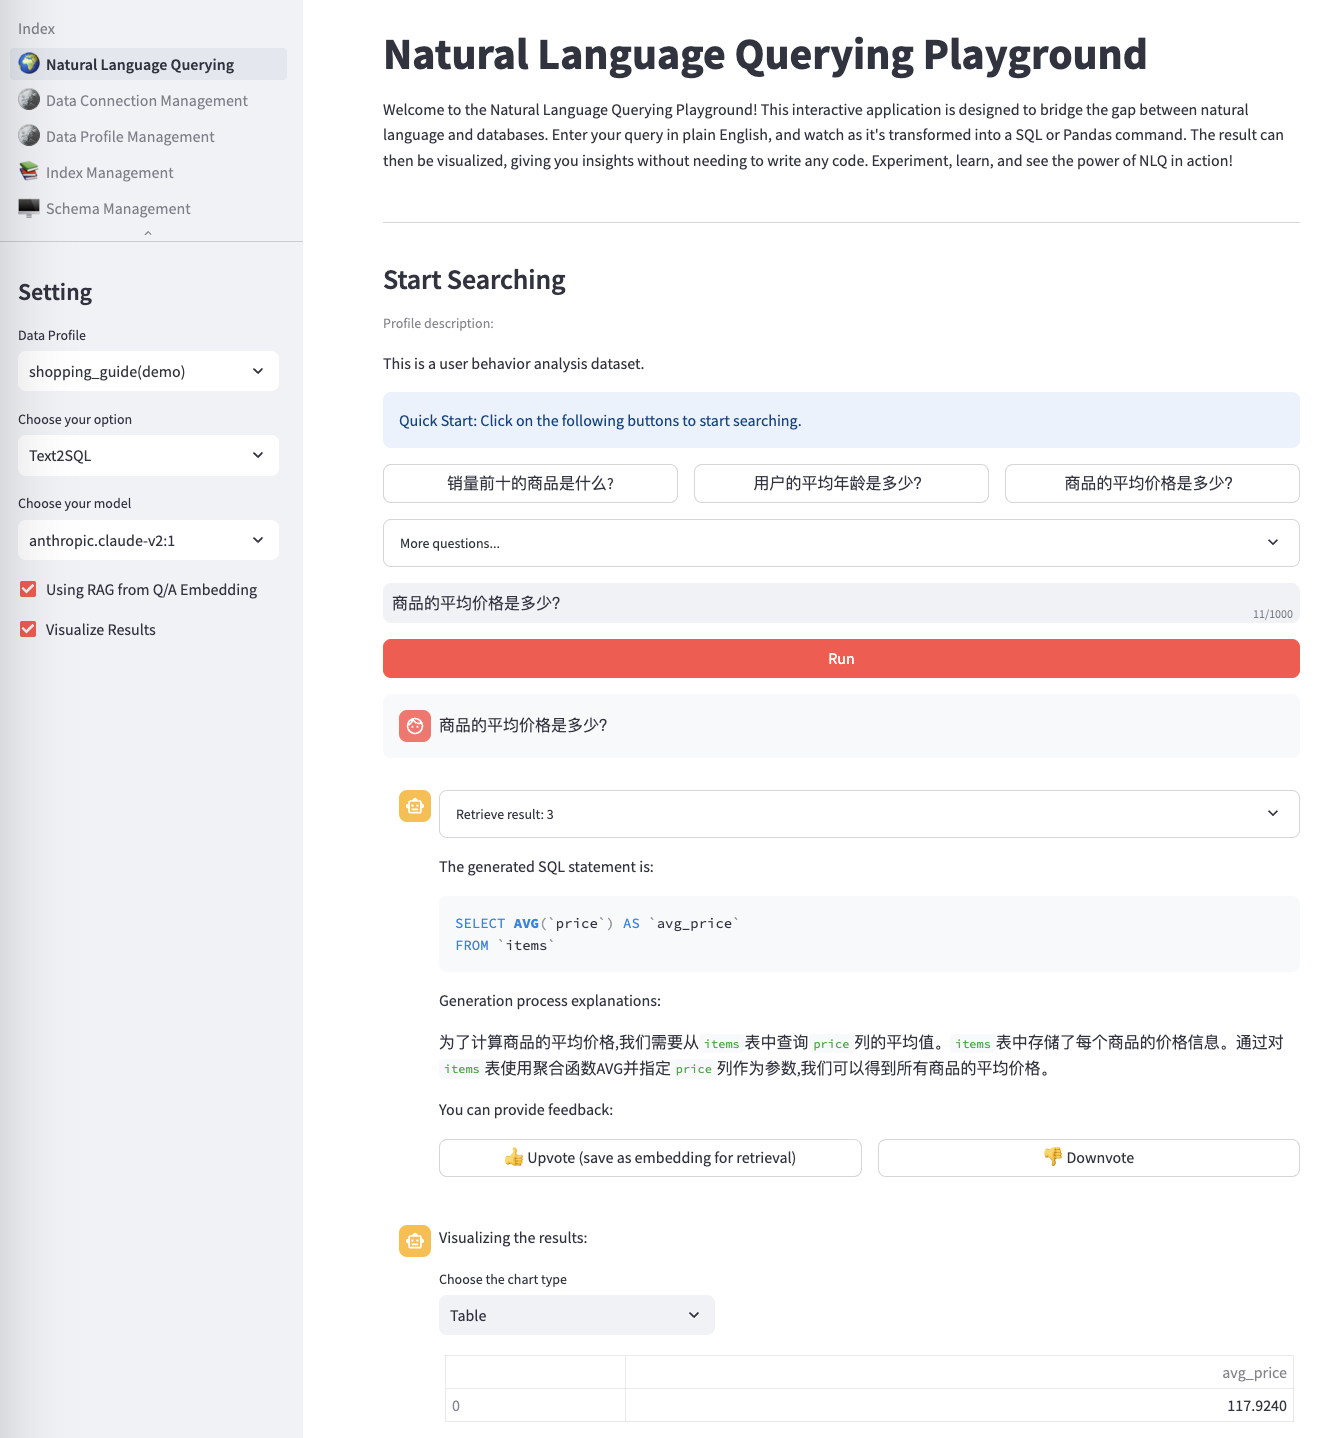 Index
Natural Language Querying
Data Connection Management
Data Profile Management
Index Management
Schema Management
Setting
Data Profile
shopping_guide(demo)
Choose your option
Text2SQL
Choose your model
anthropic.claude-v2:1
Using RAG from Q/A Embedding
Visualize Results
Natural Language Querying Playground
Welcome to the Natural Language Querying Playground! This interactive application is designed to bridge the gap between natural
language and databases. Enter your query in plain English, and watch as it's transformed into a SQL or Pandas command. The result can
then be visualized, giving you insights without needing to write any code. Experiment, learn, and see the power of NLQ in action!
Start Searching
Profile description:
This is a user behavior analysis dataset.
Quick Start: Click on the following buttons to start searching.
销量前十的商品是什么?
用户的平均年龄是多少?
商品的平均价格是多少?
More questions...
商品的平均价格是多少?
11/1000
Run
商品的平均价格是多少?
Retrieve result: 3
The generated SQL statement is:
SELECT AVG(`price`) AS `avg_price`
FROM `items`
Generation process explanations:
为了计算商品的平均价格,我们需要从 items 表中查询 price 列的平均值。 items 表中存储了每个商品的价格信息。通过对
items 表使用聚合函数AVG并指定 price 列作为参数,我们可以得到所有商品的平均价格。
You can provide feedback:
👍 Upvote (save as embedding for retrieval)
👎 Downvote
Visualizing the results:
Choose the chart type
Table
avg_price
0 117.9240